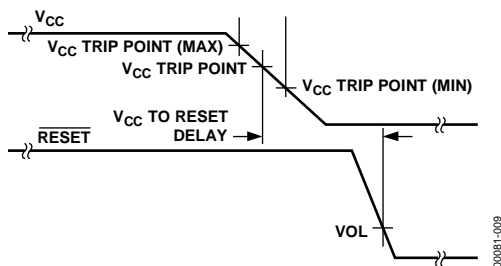 VCC
VCC TRIP POINT (MAX)
VCC TRIP POINT
VCC TRIP POINT (MIN)
VCC TO RESET
DELAY
RESET
VOL
00081-009